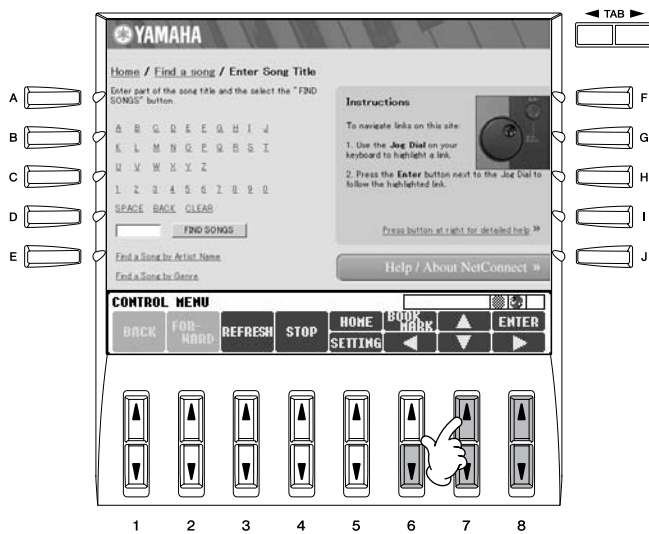 ◄ TAB ►
YAMAHA
Home / Find a song / Enter Song Title
Enter part of the song title and the select the "FIND
SONGS" button.
A B C D E F G H I J
K L M N O P Q R S T
U V W X Y Z
1 2 3 4 5 6 7 8 9 0
SPACE BACK CLEAR
FIND SONGS
Find a Song by Artist Name
Find a Song by Genre
Instructions
To navigate links on this site:
1. Use the Jog Dial on your
keyboard to highlight a link.
2. Press the Enter button next to the Jog Dial to
follow the highlighted link.
Press button at right for detailed help »
Help / About NetConnect »
A
B
C
D
E
F
G
H
I
J
CONTROL MENU
BACK
FOR-
WARD
REFRESH
STOP
HOME
SETTING
BOOK
MARK
ENTER
1 2 3 4 5 6 7 8